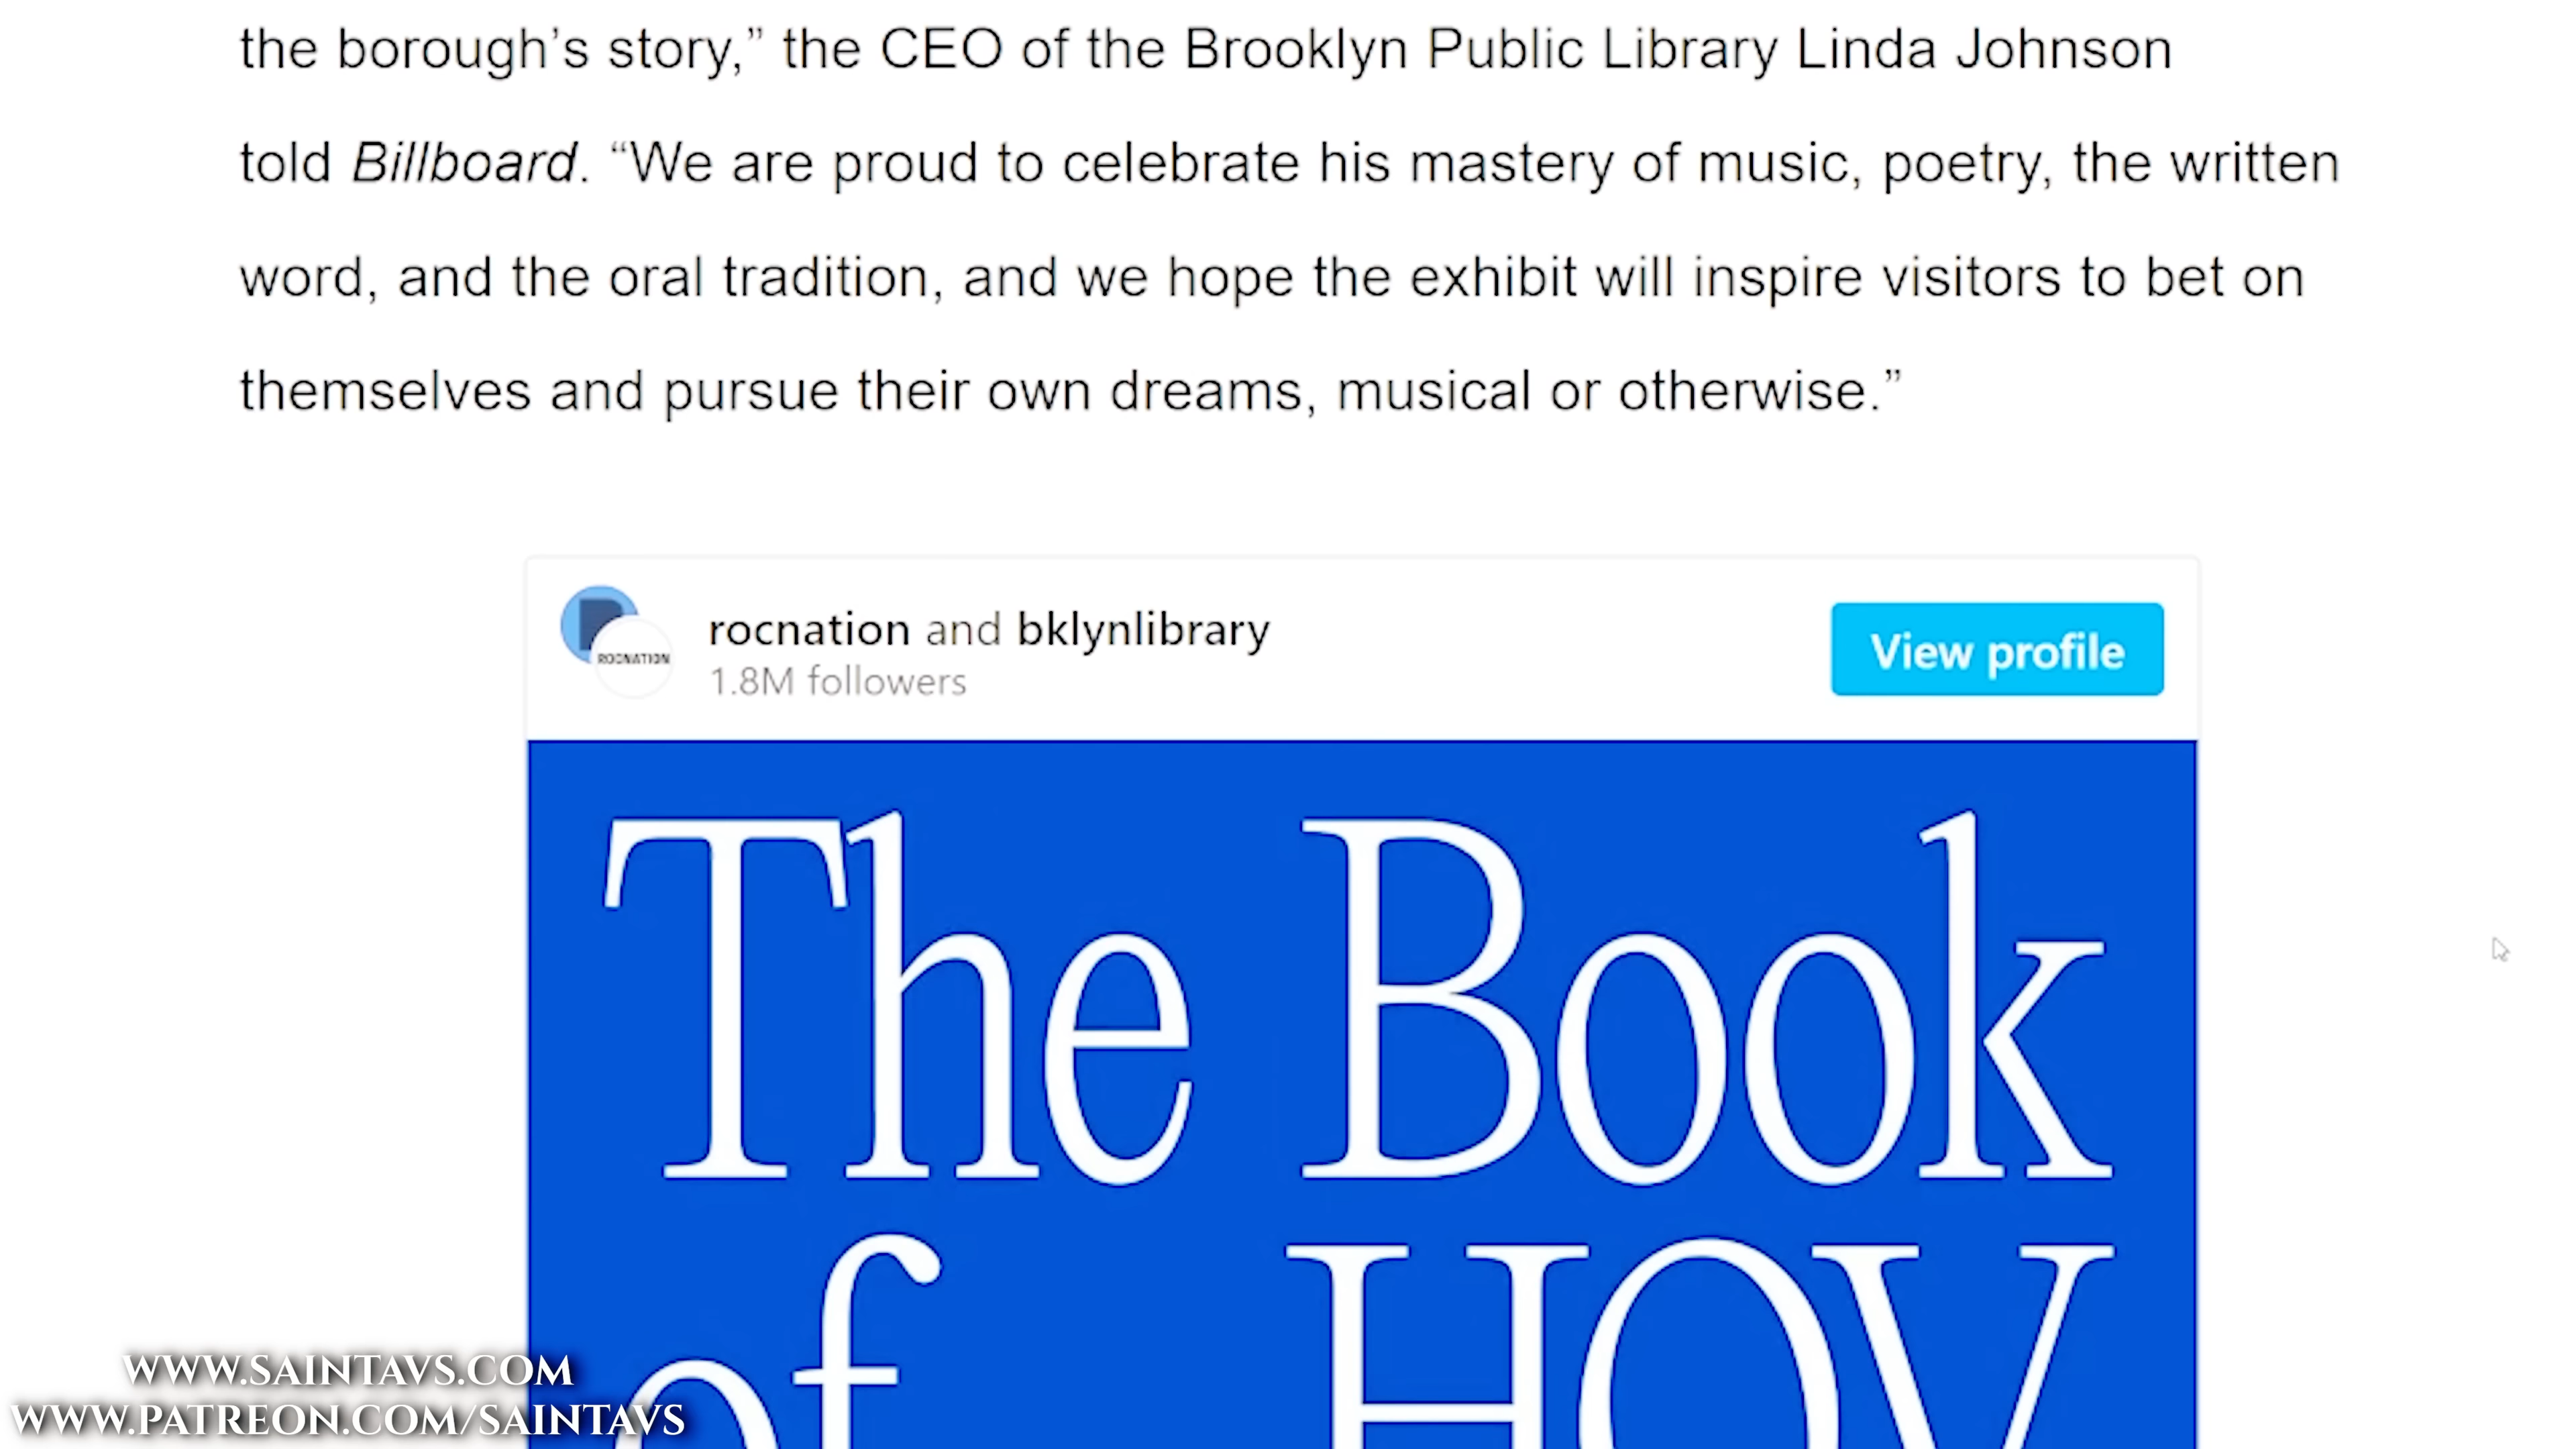 the borough’s story,” the CEO of the Brooklyn Public Library Linda Johnson
told Billboard. “We are proud to celebrate his mastery of music, poetry, the written
word, and the oral tradition, and we hope the exhibit will inspire visitors to bet on
themselves and pursue their own dreams, musical or otherwise.”
ROCNATION
rocnation and bklynlibrary
1.8M followers
View profile
The Book
of HOV
WWW.SAINTAVS.COM
WWW.PATREON.COM/SAINTAVS